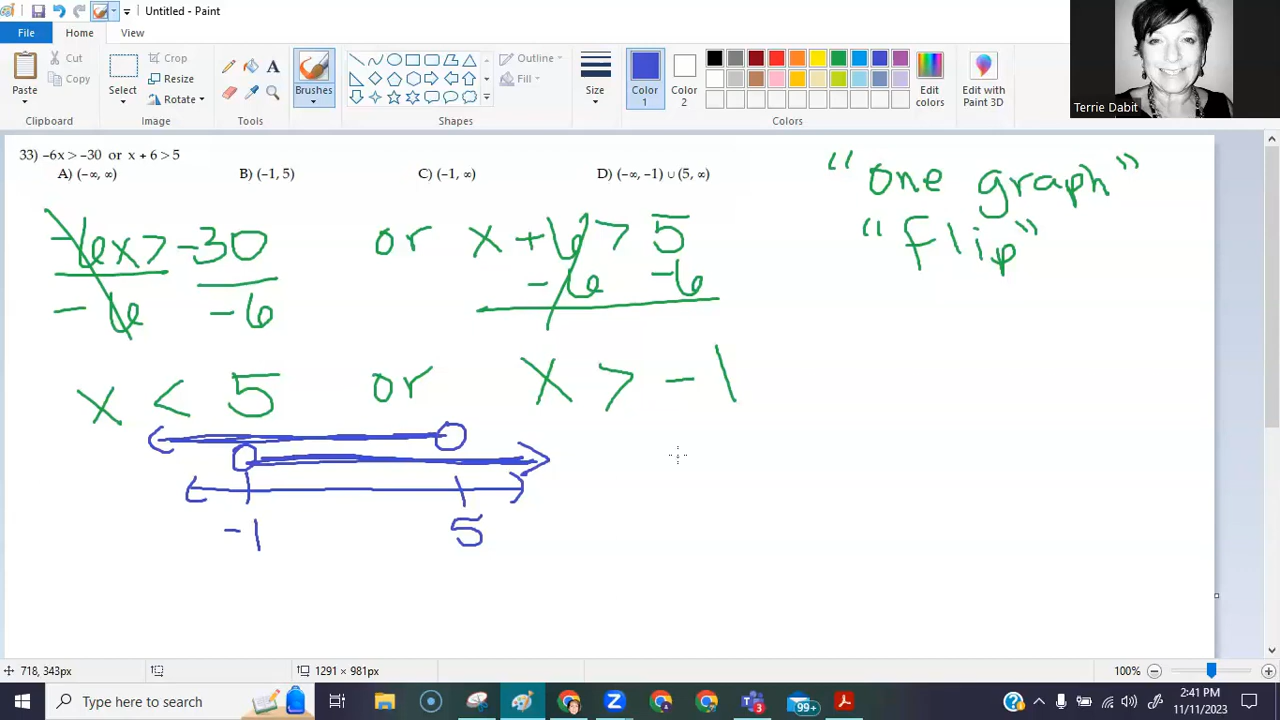 Untitled - Paint
File
Home
View
Paste
Cut
Copy
Clipboard
Select
Crop
Resize
Rotate
Image
A
Tools
Brushes
Outline
Fill
Shapes
Size
Color 1
Color 2
Edit colors
Edit with Paint 3D
Colors
Terrie Dabit
33) –6x > –30 or x + 6 > 5
A) (–∞, ∞) B) (–1, 5) C) (–1, ∞) D) (–∞, –1) ∪ (5, ∞)
"one graph"
"flip"
-6x > -30 or x + 6 > 5
-6 -6 -6 -6
x < 5 or x > -1
-1 5
718, 343px
1291 × 981px
100%
Type here to search
3
99+
2:41 PM
11/11/2023